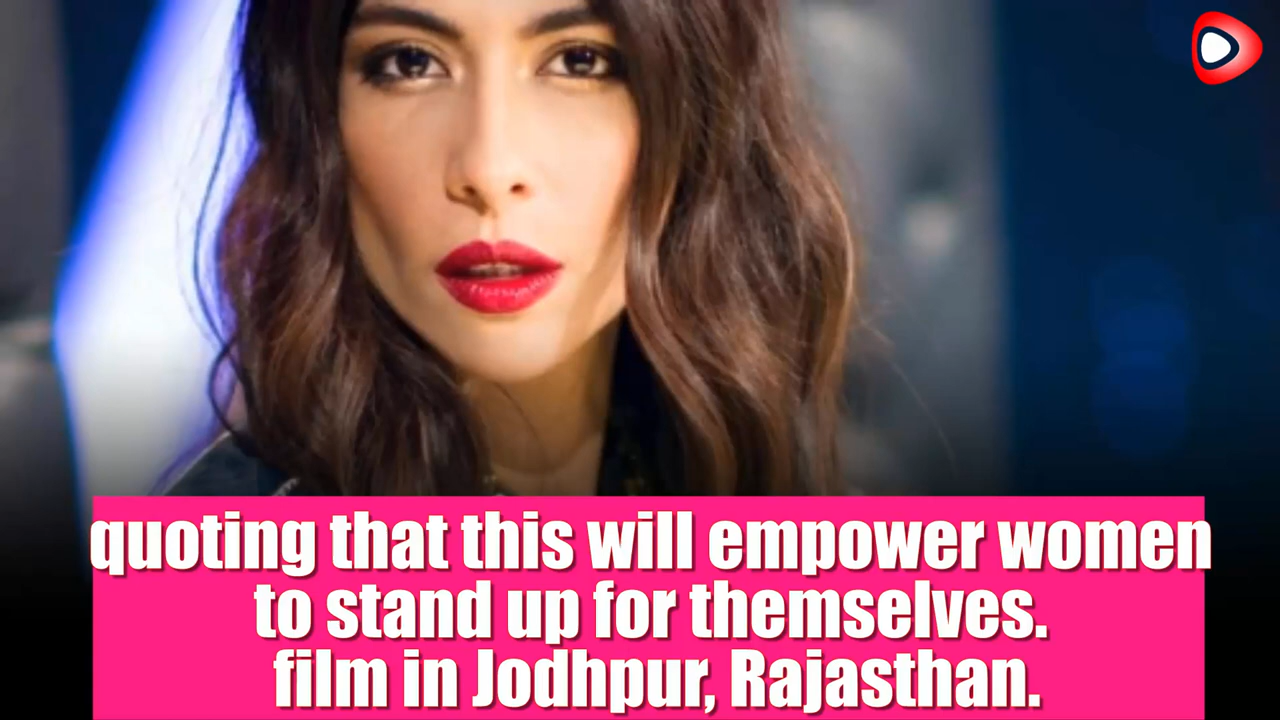 quoting that this will empower women
to stand up for themselves.
film in Jodhpur, Rajasthan.